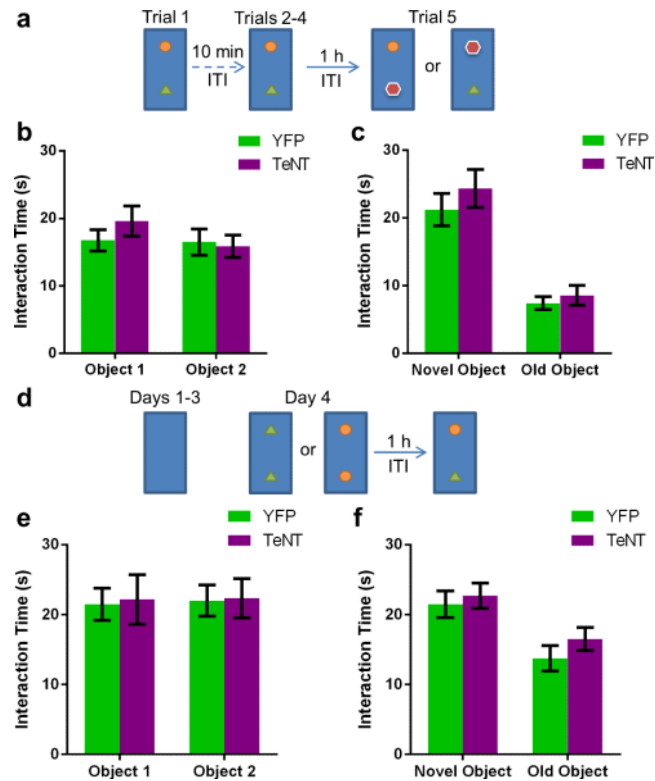 a
Trial 1
Trials 2-4
Trial 5
10 min
ITI
1 h
ITI
or
b
YFP
TeNT
Interaction Time (s)
30
20
10
0
Object 1
Object 2
c
YFP
TeNT
Interaction Time (s)
30
20
10
0
Novel Object
Old Object
d
Days 1-3
Day 4
or
1 h
ITI
e
YFP
TeNT
Interaction Time (s)
30
20
10
0
Object 1
Object 2
f
YFP
TeNT
Interaction Time (s)
30
20
10
0
Novel Object
Old Object